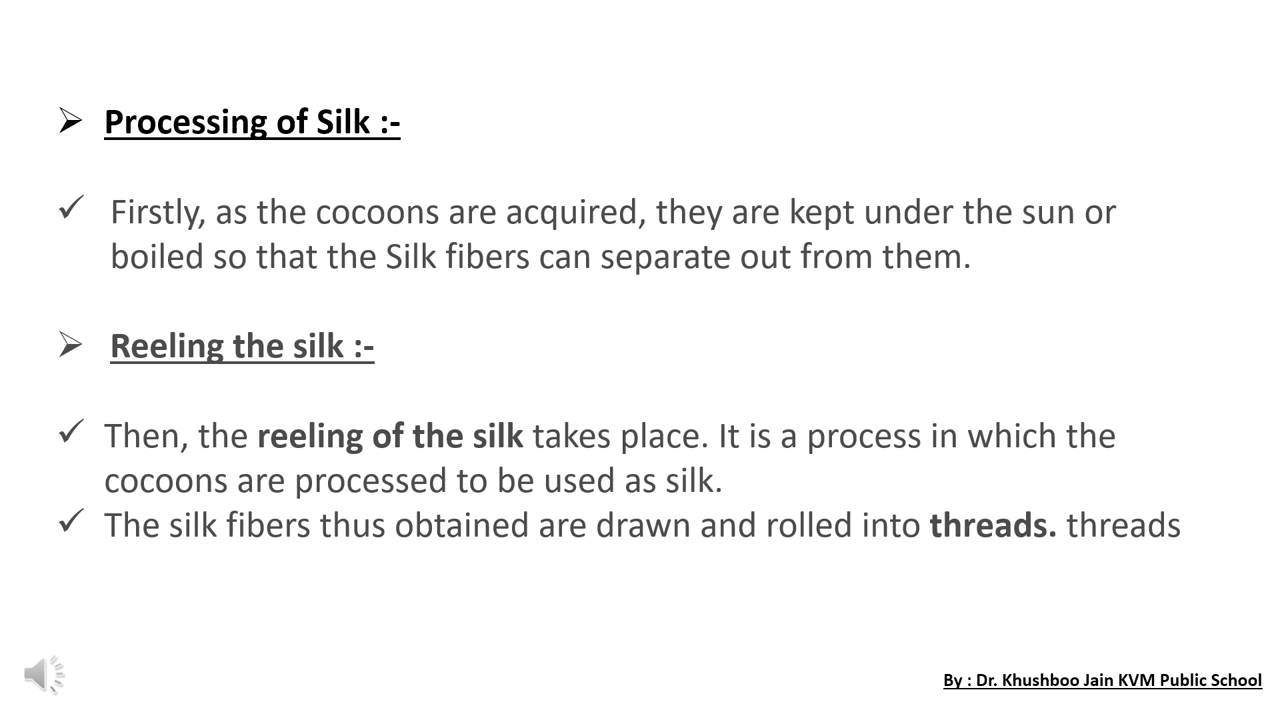 ➢ Processing of Silk :-
✓ Firstly, as the cocoons are acquired, they are kept under the sun or
boiled so that the Silk fibers can separate out from them.
➢ Reeling the silk :-
✓ Then, the reeling of the silk takes place. It is a process in which the
cocoons are processed to be used as silk.
✓ The silk fibers thus obtained are drawn and rolled into threads. threads
By : Dr. Khushboo Jain KVM Public School